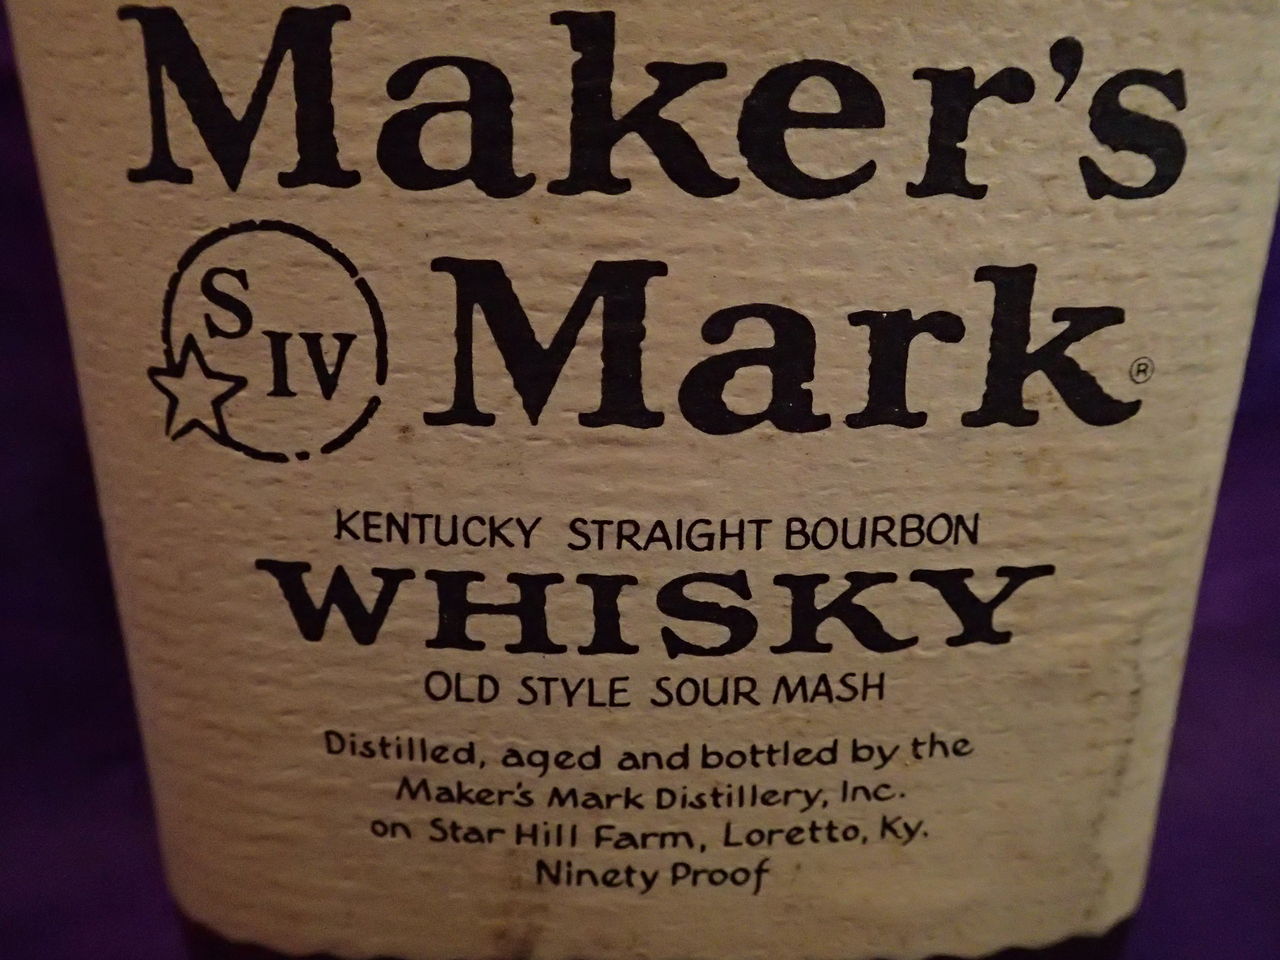 Maker's
S IV
Mark®
KENTUCKY STRAIGHT BOURBON
WHISKY
OLD STYLE SOUR MASH
Distilled, aged and bottled by the
Maker's Mark Distillery, Inc.
on Star Hill Farm, Loretto, Ky.
Ninety Proof